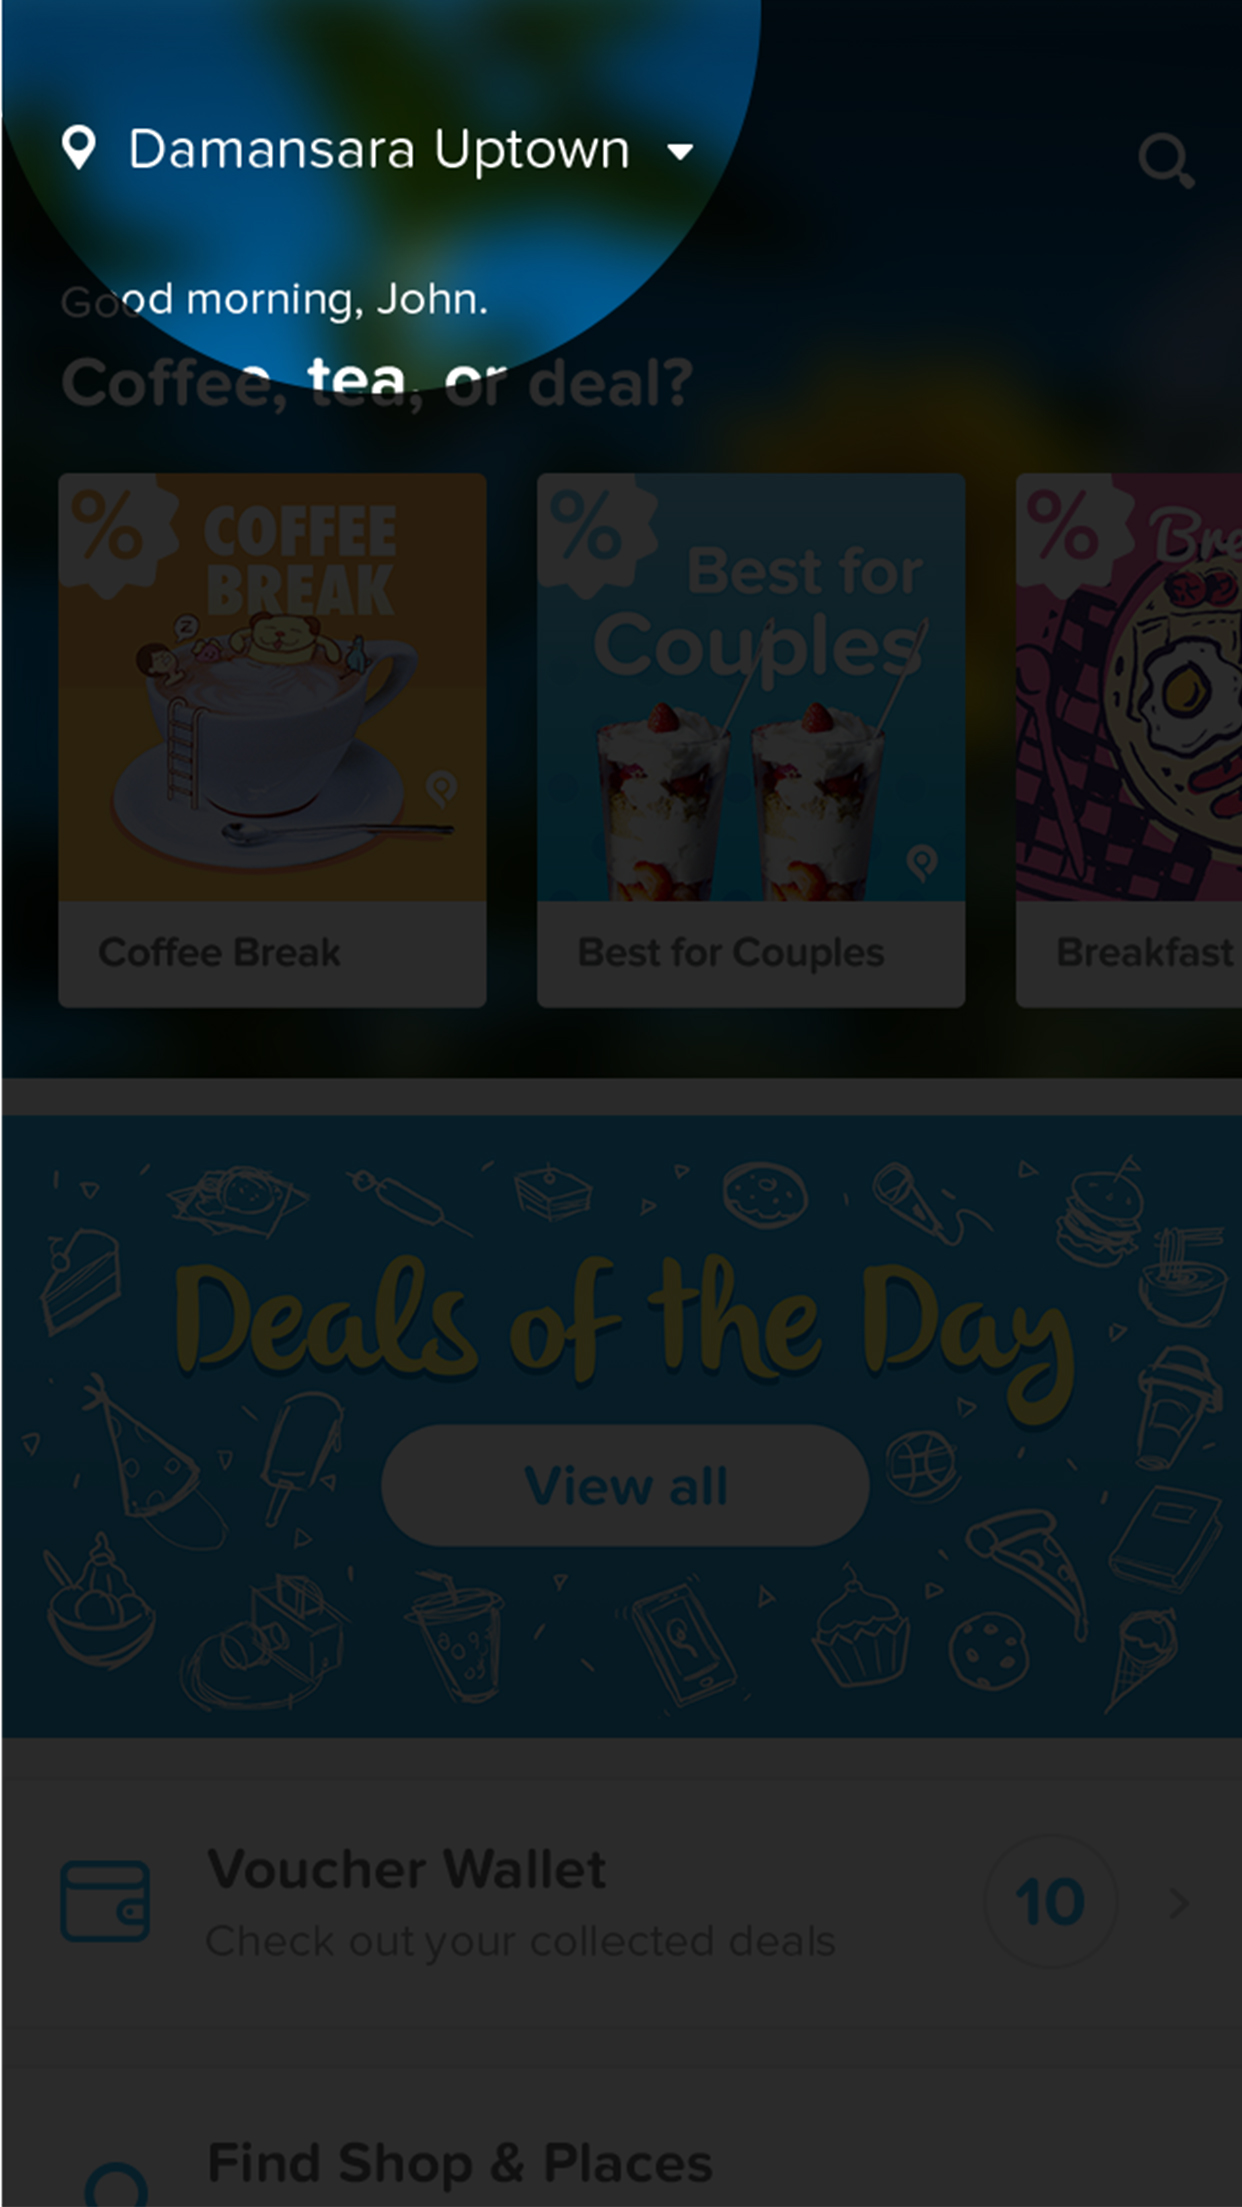 Damansara Uptown
Good morning, John.
Coffee, tea, or deal?
% COFFEE
BREAK
Coffee Break
% Best for
Couples
Best for Couples
% Bre
Breakfast
Deals of the Day
View all
Voucher Wallet
Check out your collected deals
10
Find Shop & Places